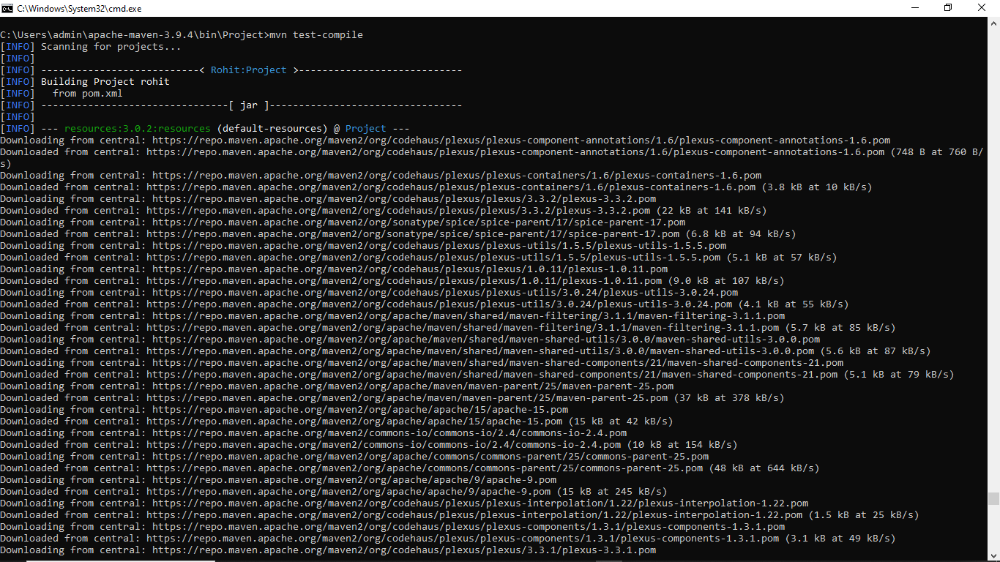 C:\Windows\System32\cmd.exe
C:\Users\admin\apache-maven-3.9.4\bin\Project>mvn test-compile
[INFO] Scanning for projects...
[INFO]
[INFO] ---------------------------< Rohit:Project >----------------------------
[INFO] Building Project rohit
[INFO]   from pom.xml
[INFO] --------------------------------[ jar ]---------------------------------
[INFO]
[INFO] --- resources:3.0.2:resources (default-resources) @ Project ---
Downloading from central: https://repo.maven.apache.org/maven2/org/codehaus/plexus/plexus-component-annotations/1.6/plexus-component-annotations-1.6.pom
Downloaded from central: https://repo.maven.apache.org/maven2/org/codehaus/plexus/plexus-component-annotations/1.6/plexus-component-annotations-1.6.pom (748 B at 760 B/
s)
Downloading from central: https://repo.maven.apache.org/maven2/org/codehaus/plexus/plexus-containers/1.6/plexus-containers-1.6.pom
Downloaded from central: https://repo.maven.apache.org/maven2/org/codehaus/plexus/plexus-containers/1.6/plexus-containers-1.6.pom (3.8 kB at 10 kB/s)
Downloading from central: https://repo.maven.apache.org/maven2/org/codehaus/plexus/plexus/3.3.2/plexus-3.3.2.pom
Downloaded from central: https://repo.maven.apache.org/maven2/org/codehaus/plexus/plexus/3.3.2/plexus-3.3.2.pom (22 kB at 141 kB/s)
Downloading from central: https://repo.maven.apache.org/maven2/org/sonatype/spice/spice-parent/17/spice-parent-17.pom
Downloaded from central: https://repo.maven.apache.org/maven2/org/sonatype/spice/spice-parent/17/spice-parent-17.pom (6.8 kB at 94 kB/s)
Downloading from central: https://repo.maven.apache.org/maven2/org/codehaus/plexus/plexus-utils/1.5.5/plexus-utils-1.5.5.pom
Downloaded from central: https://repo.maven.apache.org/maven2/org/codehaus/plexus/plexus-utils/1.5.5/plexus-utils-1.5.5.pom (5.1 kB at 57 kB/s)
Downloading from central: https://repo.maven.apache.org/maven2/org/codehaus/plexus/plexus/1.0.11/plexus-1.0.11.pom
Downloaded from central: https://repo.maven.apache.org/maven2/org/codehaus/plexus/plexus/1.0.11/plexus-1.0.11.pom (9.0 kB at 107 kB/s)
Downloading from central: https://repo.maven.apache.org/maven2/org/codehaus/plexus/plexus-utils/3.0.24/plexus-utils-3.0.24.pom
Downloaded from central: https://repo.maven.apache.org/maven2/org/codehaus/plexus/plexus-utils/3.0.24/plexus-utils-3.0.24.pom (4.1 kB at 55 kB/s)
Downloading from central: https://repo.maven.apache.org/maven2/org/apache/maven/shared/maven-filtering/3.1.1/maven-filtering-3.1.1.pom
Downloaded from central: https://repo.maven.apache.org/maven2/org/apache/maven/shared/maven-filtering/3.1.1/maven-filtering-3.1.1.pom (5.7 kB at 85 kB/s)
Downloading from central: https://repo.maven.apache.org/maven2/org/apache/maven/shared/maven-shared-utils/3.0.0/maven-shared-utils-3.0.0.pom
Downloaded from central: https://repo.maven.apache.org/maven2/org/apache/maven/shared/maven-shared-utils/3.0.0/maven-shared-utils-3.0.0.pom (5.6 kB at 87 kB/s)
Downloading from central: https://repo.maven.apache.org/maven2/org/apache/maven/shared/maven-shared-components/21/maven-shared-components-21.pom
Downloaded from central: https://repo.maven.apache.org/maven2/org/apache/maven/shared/maven-shared-components/21/maven-shared-components-21.pom (5.1 kB at 79 kB/s)
Downloading from central: https://repo.maven.apache.org/maven2/org/apache/maven/maven-parent/25/maven-parent-25.pom
Downloaded from central: https://repo.maven.apache.org/maven2/org/apache/maven/maven-parent/25/maven-parent-25.pom (37 kB at 378 kB/s)
Downloading from central: https://repo.maven.apache.org/maven2/org/apache/apache/15/apache-15.pom
Downloaded from central: https://repo.maven.apache.org/maven2/org/apache/apache/15/apache-15.pom (15 kB at 42 kB/s)
Downloading from central: https://repo.maven.apache.org/maven2/commons-io/commons-io/2.4/commons-io-2.4.pom
Downloaded from central: https://repo.maven.apache.org/maven2/commons-io/commons-io/2.4/commons-io-2.4.pom (10 kB at 154 kB/s)
Downloading from central: https://repo.maven.apache.org/maven2/org/apache/commons/commons-parent/25/commons-parent-25.pom
Downloaded from central: https://repo.maven.apache.org/maven2/org/apache/commons/commons-parent/25/commons-parent-25.pom (48 kB at 644 kB/s)
Downloading from central: https://repo.maven.apache.org/maven2/org/apache/apache/9/apache-9.pom
Downloaded from central: https://repo.maven.apache.org/maven2/org/apache/apache/9/apache-9.pom (15 kB at 245 kB/s)
Downloading from central: https://repo.maven.apache.org/maven2/org/codehaus/plexus/plexus-interpolation/1.22/plexus-interpolation-1.22.pom
Downloaded from central: https://repo.maven.apache.org/maven2/org/codehaus/plexus/plexus-interpolation/1.22/plexus-interpolation-1.22.pom (1.5 kB at 25 kB/s)
Downloading from central: https://repo.maven.apache.org/maven2/org/codehaus/plexus/plexus-components/1.3.1/plexus-components-1.3.1.pom
Downloaded from central: https://repo.maven.apache.org/maven2/org/codehaus/plexus/plexus-components/1.3.1/plexus-components-1.3.1.pom (3.1 kB at 49 kB/s)
Downloading from central: https://repo.maven.apache.org/maven2/org/codehaus/plexus/plexus/3.3.1/plexus-3.3.1.pom